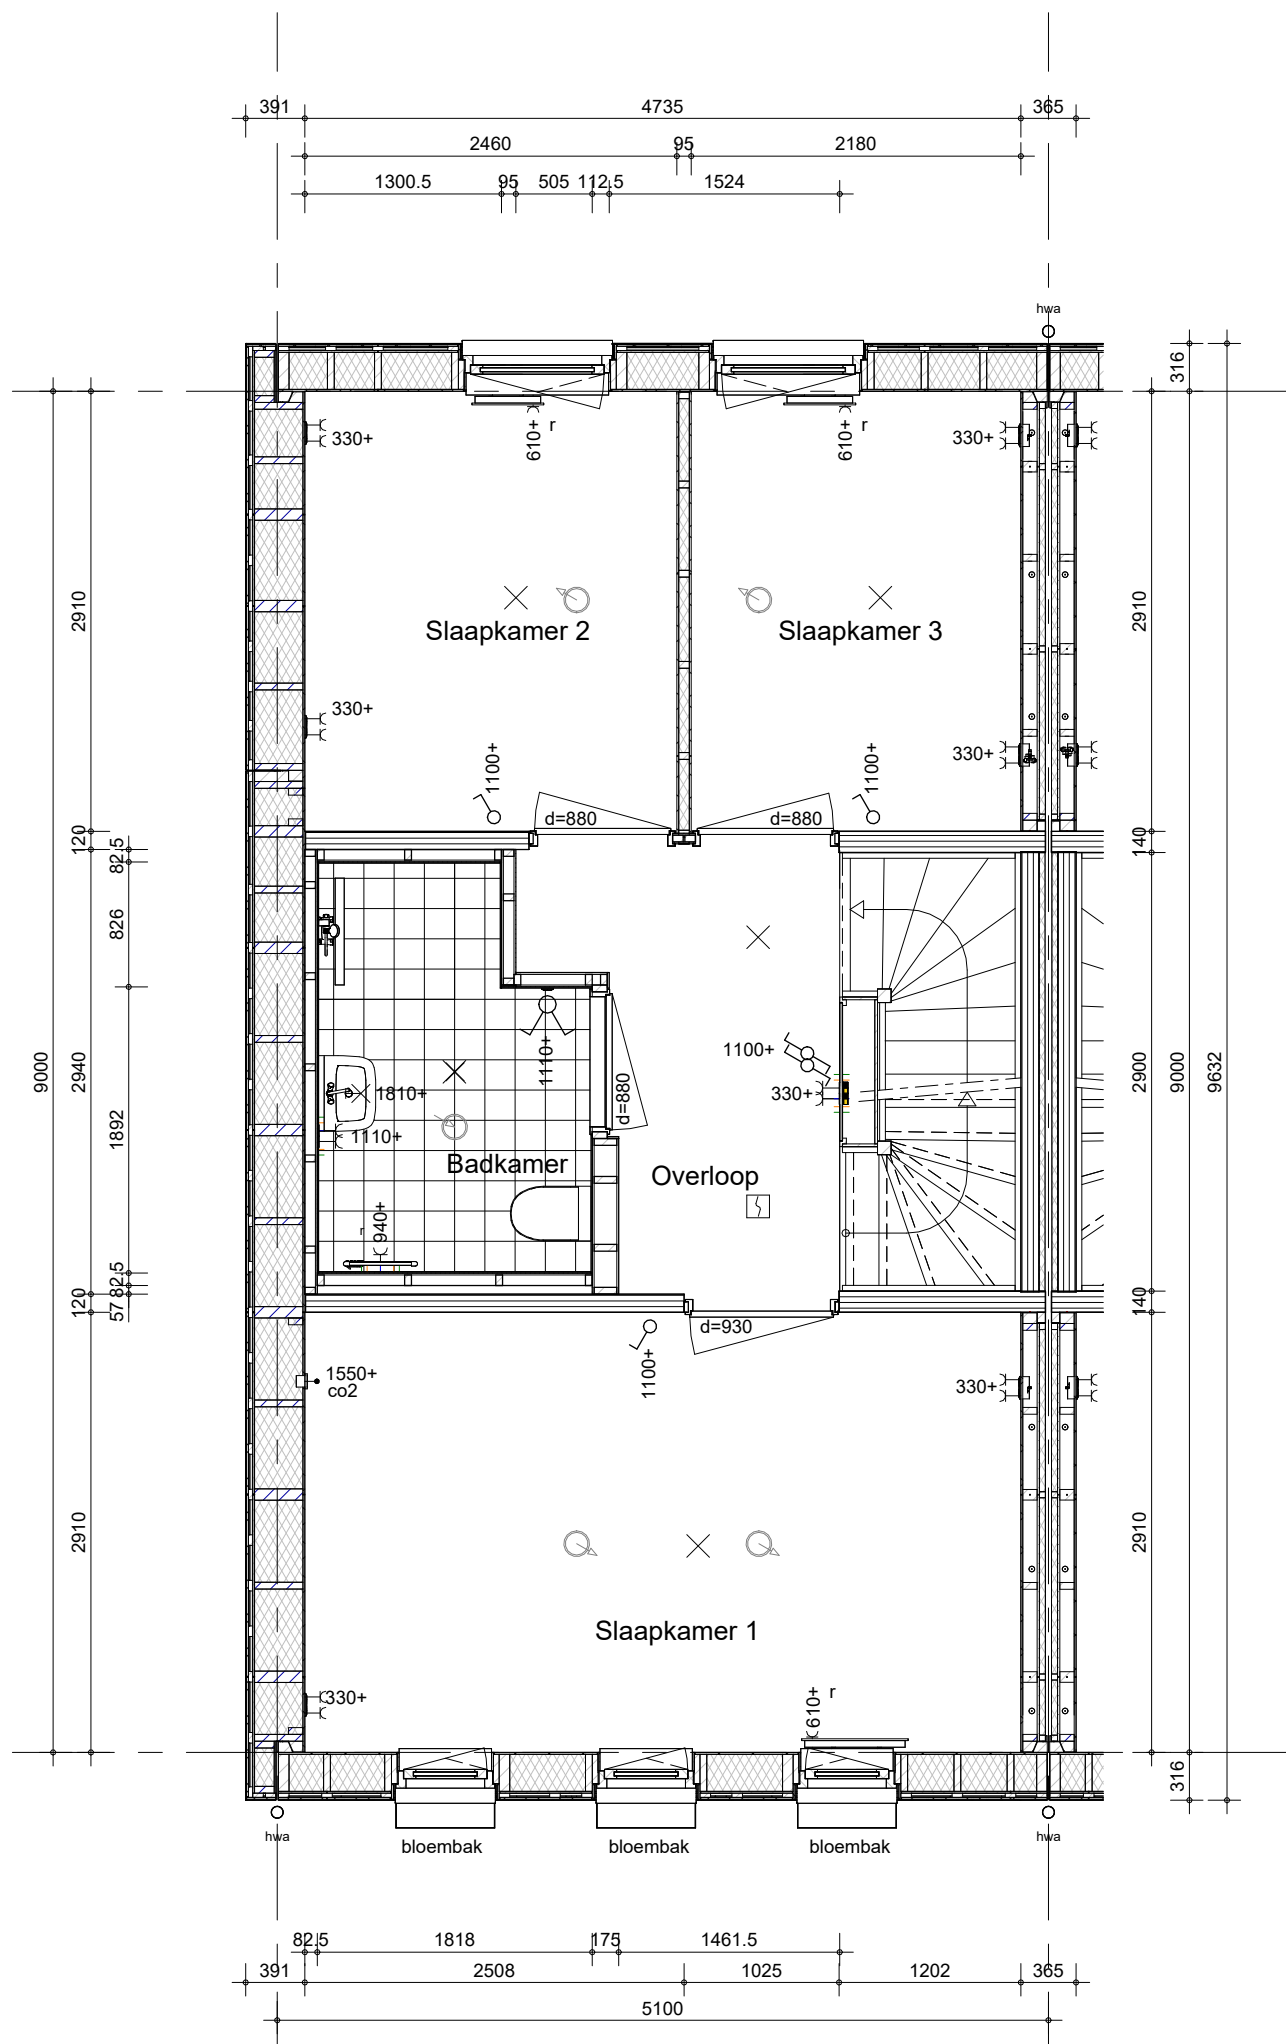 391 4735 365
2460 95 2180
1300.5 95 505 112.5 1524
hwa
316
330+ 610+ r 610+ r 330+
2910 2910
Slaapkamer 2 Slaapkamer 3
330+ 330+
1100+ 1100+
d=880 d=880
120 82.5 140
826
1100+
1110+
9000 2940 1810+ d=880 330+ 2900 9000 9632
1892 1110+
Badkamer Overloop
r 940+
82.5
120 57 140
d=930
1100+
1550+
co2
330+
2910 2910
Slaapkamer 1
330+ 610+ r
316
hwa bloembak bloembak bloembak hwa
82.5 1818 175 1461.5
391 2508 1025 1202 365
5100